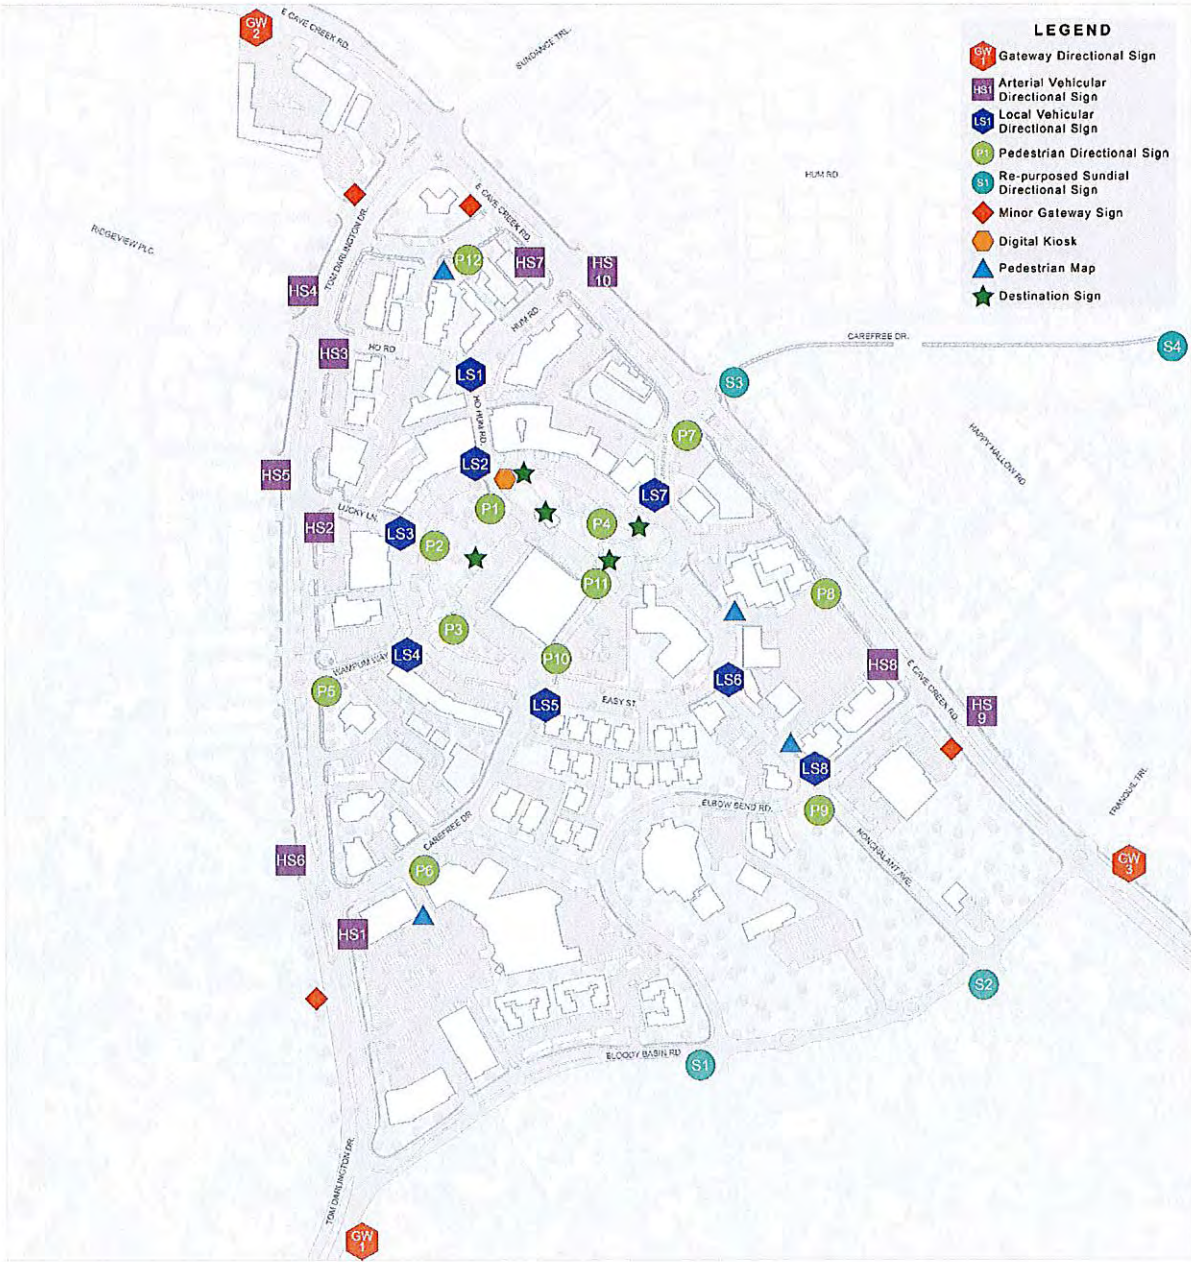 GW
2
E CAVE CREEK RD.
SUNDANCE TRL.
LEGEND
GW
1
Gateway Directional Sign
HS1
Arterial Vehicular
Directional Sign
LS1
Local Vehicular
Directional Sign
P1
Pedestrian Directional Sign
S1
Re-purposed Sundial
Directional Sign
Minor Gateway Sign
Digital Kiosk
Pedestrian Map
Destination Sign
HUM RD.
RIDGEVIEW PLC.
TOM DARLINGTON DR.
E CAVE CREEK RD.
P12
HS7
HS
10
HS4
HUM RD.
HS3
HO RD
CAREFREE DR.
S4
LS1
S3
HO HUM RD.
P7
HAPPY HALLOW RD.
LS2
HS5
LS7
P1
LUCKY LN.
HS2
P4
LS3
P2
P11
P8
P3
WAMPUM WAY
LS4
P10
HS8
E CAVE CREEK RD.
LS6
P5
EASY ST.
LS5
HS
9
LS8
TRANQUIL TRL.
ELBOW BEND RD.
P9
NONCHALANT AVE.
CAREFREE DR
HS6
P6
GW
3
HS1
S2
BLOODY BASIN RD
S1
TOM DARLINGTON DR.
GW
1